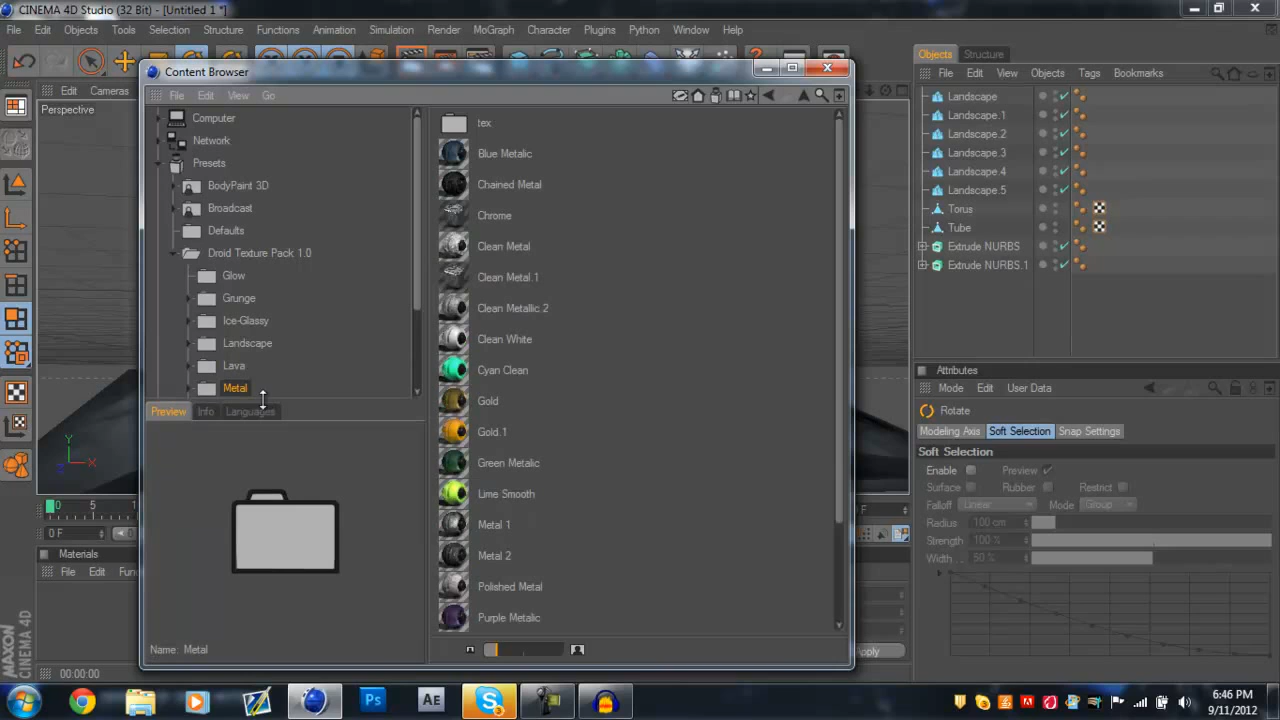 CINEMA 4D Studio (32 Bit) - [Untitled 1 *]
File Edit Objects Tools Selection Structure Functions Animation Simulation Render MoGraph Character Plugins Python Window Help
Layout:
Edit Cameras
Perspective
Content Browser
File Edit View Go
Computer
Network
Presets
BodyPaint 3D
Broadcast
Defaults
Droid Texture Pack 1.0
Glow
Grunge
Ice-Glassy
Landscape
Lava
Metal
Preview Info Languages
Name: Metal
tex
Blue Metalic
Chained Metal
Chrome
Clean Metal
Clean Metal.1
Clean Metallic.2
Clean White
Cyan Clean
Gold
Gold.1
Green Metalic
Lime Smooth
Metal 1
Metal 2
Polished Metal
Purple Metalic
Objects Structure
File Edit View Objects Tags Bookmarks
Landscape
Landscape.1
Landscape.2
Landscape.3
Landscape.4
Landscape.5
Torus
Tube
Extrude NURBS
Extrude NURBS.1
Attributes
Mode Edit User Data
Rotate
Modeling Axis Soft Selection Snap Settings
Soft Selection
Enable Preview
Surface Rubber Restrict
Falloff Linear Mode Group
Radius 100 cm
Strength 100 %
Width . 50 %
Y
X
Z
0 5 10
0 F
0 F
Materials
File Edit Func
Apply
MAXON
CINEMA 4D
00:00:00
Ps
AE
6:46 PM
9/11/2012